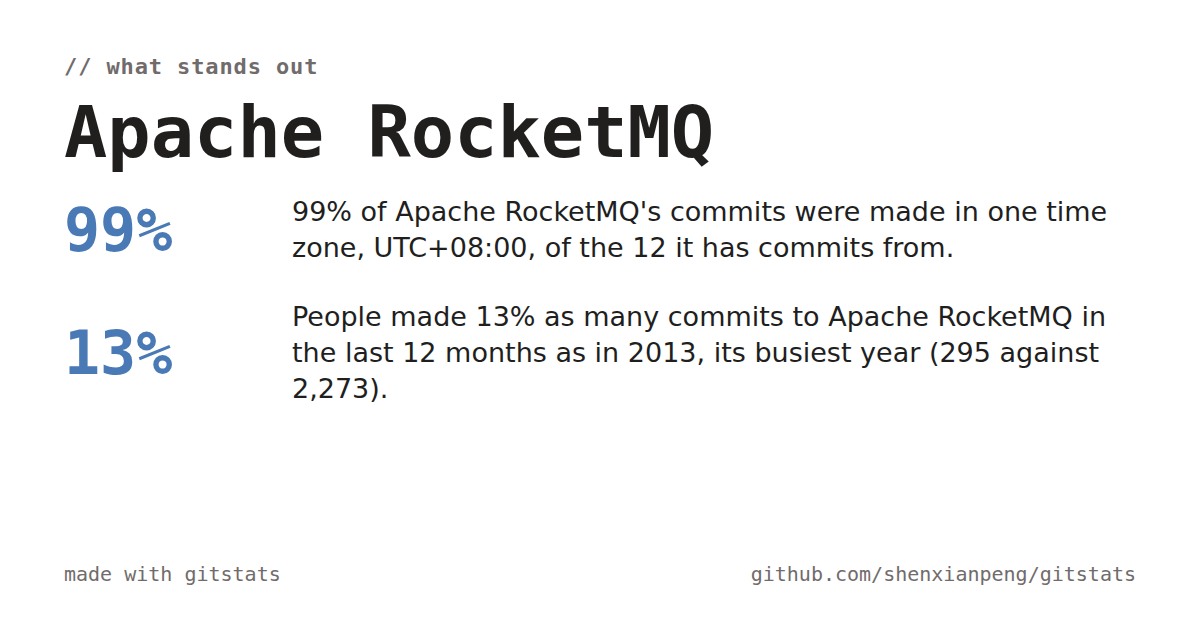 // what stands out
Apache RocketMQ
99%
99% of Apache RocketMQ's commits were made in one time
zone, UTC+08:00, of the 12 it has commits from.
13%
People made 13% as many commits to Apache RocketMQ in
the last 12 months as in 2013, its busiest year (295 against
2,273).
made with gitstats
github.com/shenxianpeng/gitstats